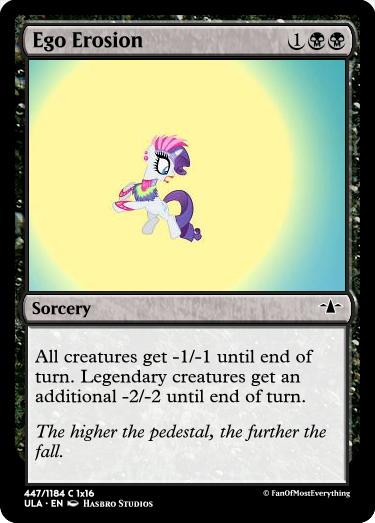 Ego Erosion 1
Sorcery
All creatures get -1/-1 until end of
turn. Legendary creatures get an
additional -2/-2 until end of turn.
The higher the pedestal, the further the
fall.
447/1184 C 1x16
ULA · EN Hasbro Studios © FanOfMostEverything